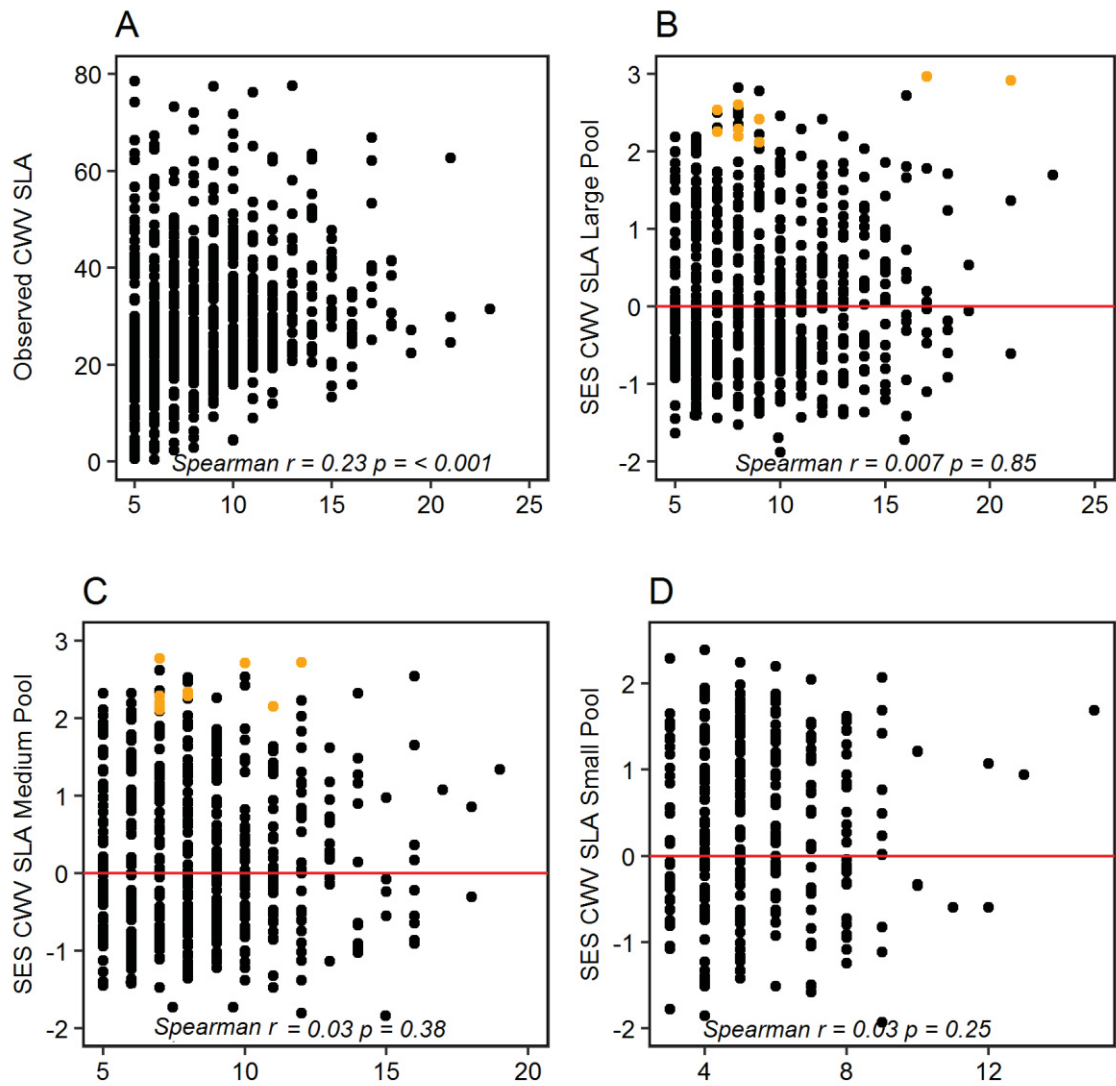 A
Observed CWV SLA
80
60
40
20
0
Spearman r = 0.23 p = < 0.001
5 10 15 20 25
B
SES CWV SLA Large Pool
3
2
1
0
-1
-2
Spearman r = 0.007 p = 0.85
5 10 15 20 25
C
SES CWV SLA Medium Pool
3
2
1
0
-1
-2
Spearman r = 0.03 p = 0.38
5 10 15 20
D
SES CWV SLA Small Pool
2
1
0
-1
-2
Spearman r = 0.03 p = 0.25
4 8 12